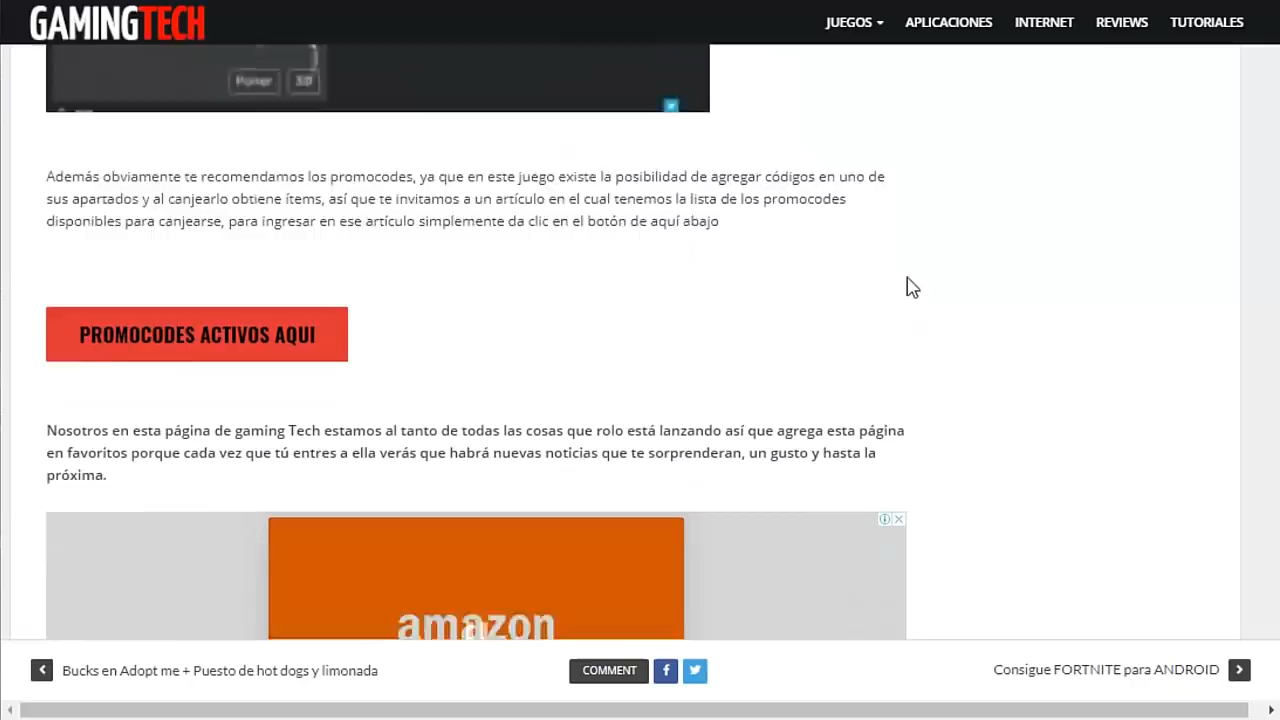 GAMINGTECH
JUEGOS
APLICACIONES
INTERNET
REVIEWS
TUTORIALES
3.0
Además obviamente te recomendamos los promocodes, ya que en este juego existe la posibilidad de agregar códigos en uno de
sus apartados y al canjearlo obtiene ítems, así que te invitamos a un artículo en el cual tenemos la lista de los promocodes
disponibles para canjearse, para ingresar en ese artículo simplemente da clic en el botón de aquí abajo
PROMOCODES ACTIVOS AQUI
Nosotros en esta página de gaming Tech estamos al tanto de todas las cosas que rolo está lanzando así que agrega esta página
en favoritos porque cada vez que tú entres a ella verás que habrá nuevas noticias que te sorprenderan, un gusto y hasta la
próxima.
amazon
Bucks en Adopt me + Puesto de hot dogs y limonada
COMMENT
Consigue FORTNITE para ANDROID